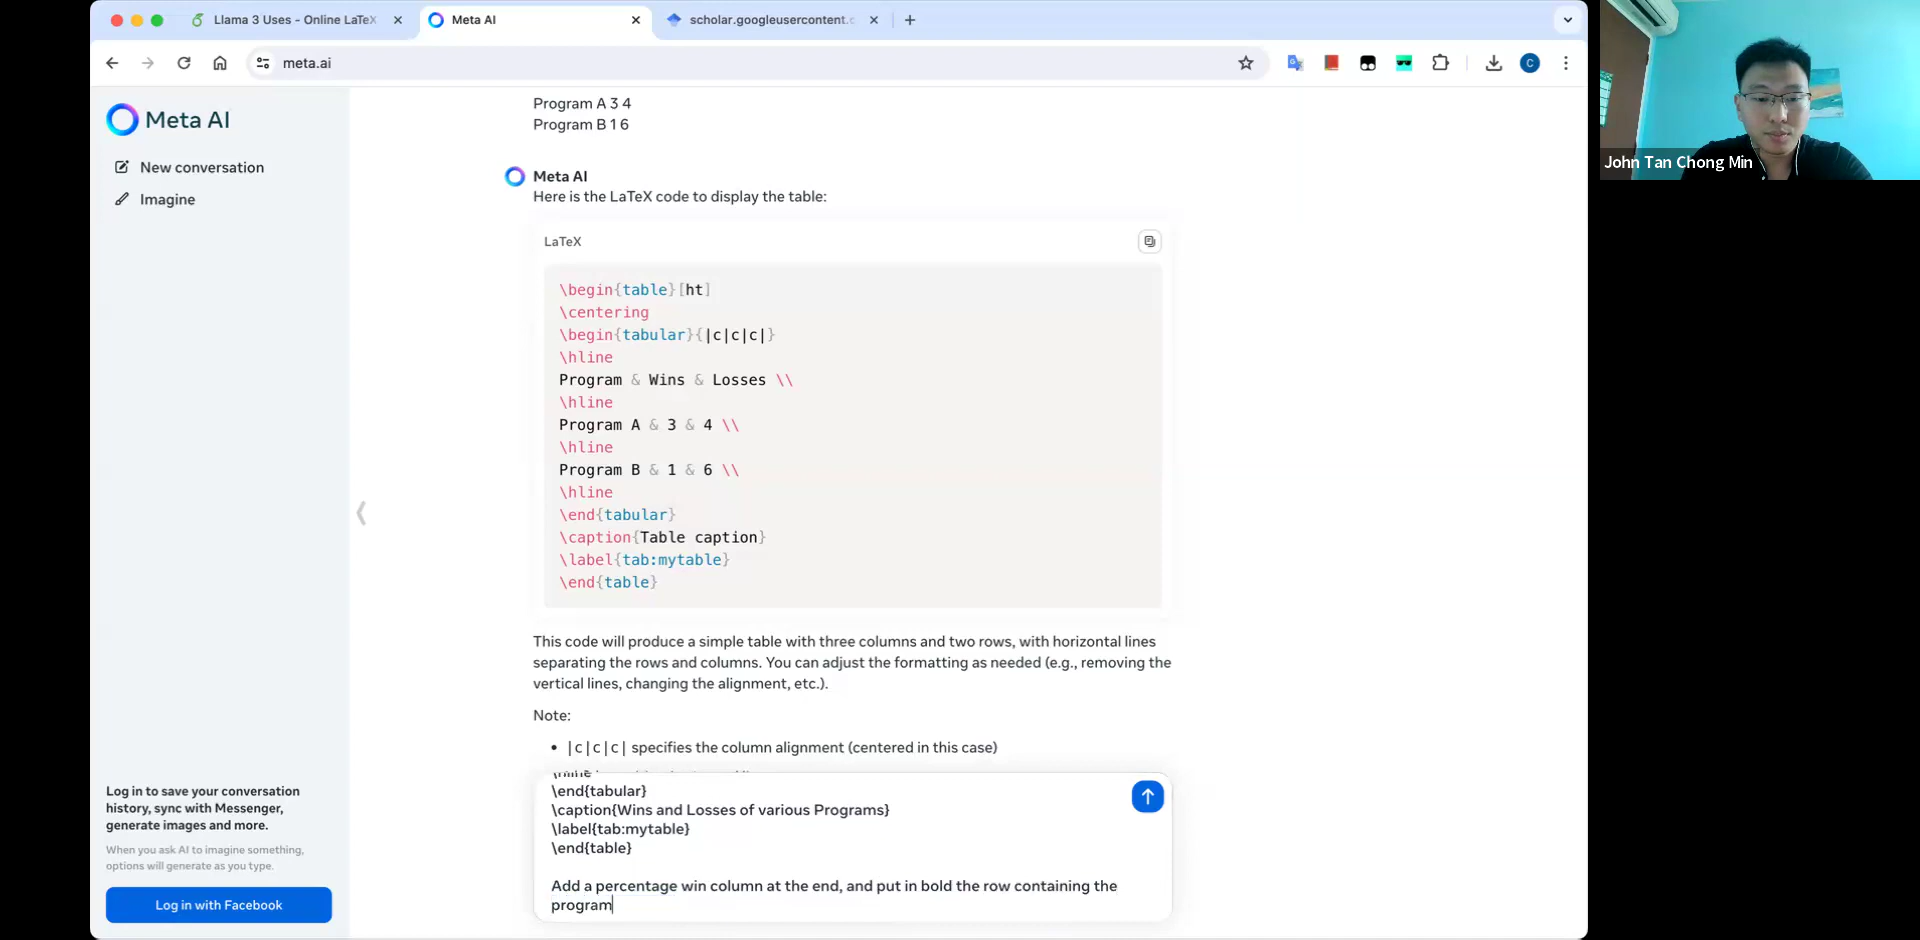 Llama 3 Uses - Online LaTeX
Meta AI
scholar.googleusercontent.c
meta.ai
C
Meta AI
New conversation
Imagine
Program A 3 4
Program B 1 6
Meta AI
Here is the LaTeX code to display the table:
LaTeX
\begin{table}[ht]
\centering
\begin{tabular}{|c|c|c|}
\hline
Program & Wins & Losses \\
\hline
Program A & 3 & 4 \\
\hline
Program B & 1 & 6 \\
\hline
\end{tabular}
\caption{Table caption}
\label{tab:mytable}
\end{table}
This code will produce a simple table with three columns and two rows, with horizontal lines
separating the rows and columns. You can adjust the formatting as needed (e.g., removing the
vertical lines, changing the alignment, etc.).
Note:
• |c|c|c| specifies the column alignment (centered in this case)
\hline
\end{tabular}
\caption{Wins and Losses of various Programs}
\label{tab:mytable}
\end{table}
Add a percentage win column at the end, and put in bold the row containing the
program
Log in to save your conversation
history, sync with Messenger,
generate images and more.
When you ask AI to imagine something,
options will generate as you type.
Log in with Facebook
John Tan Chong Min